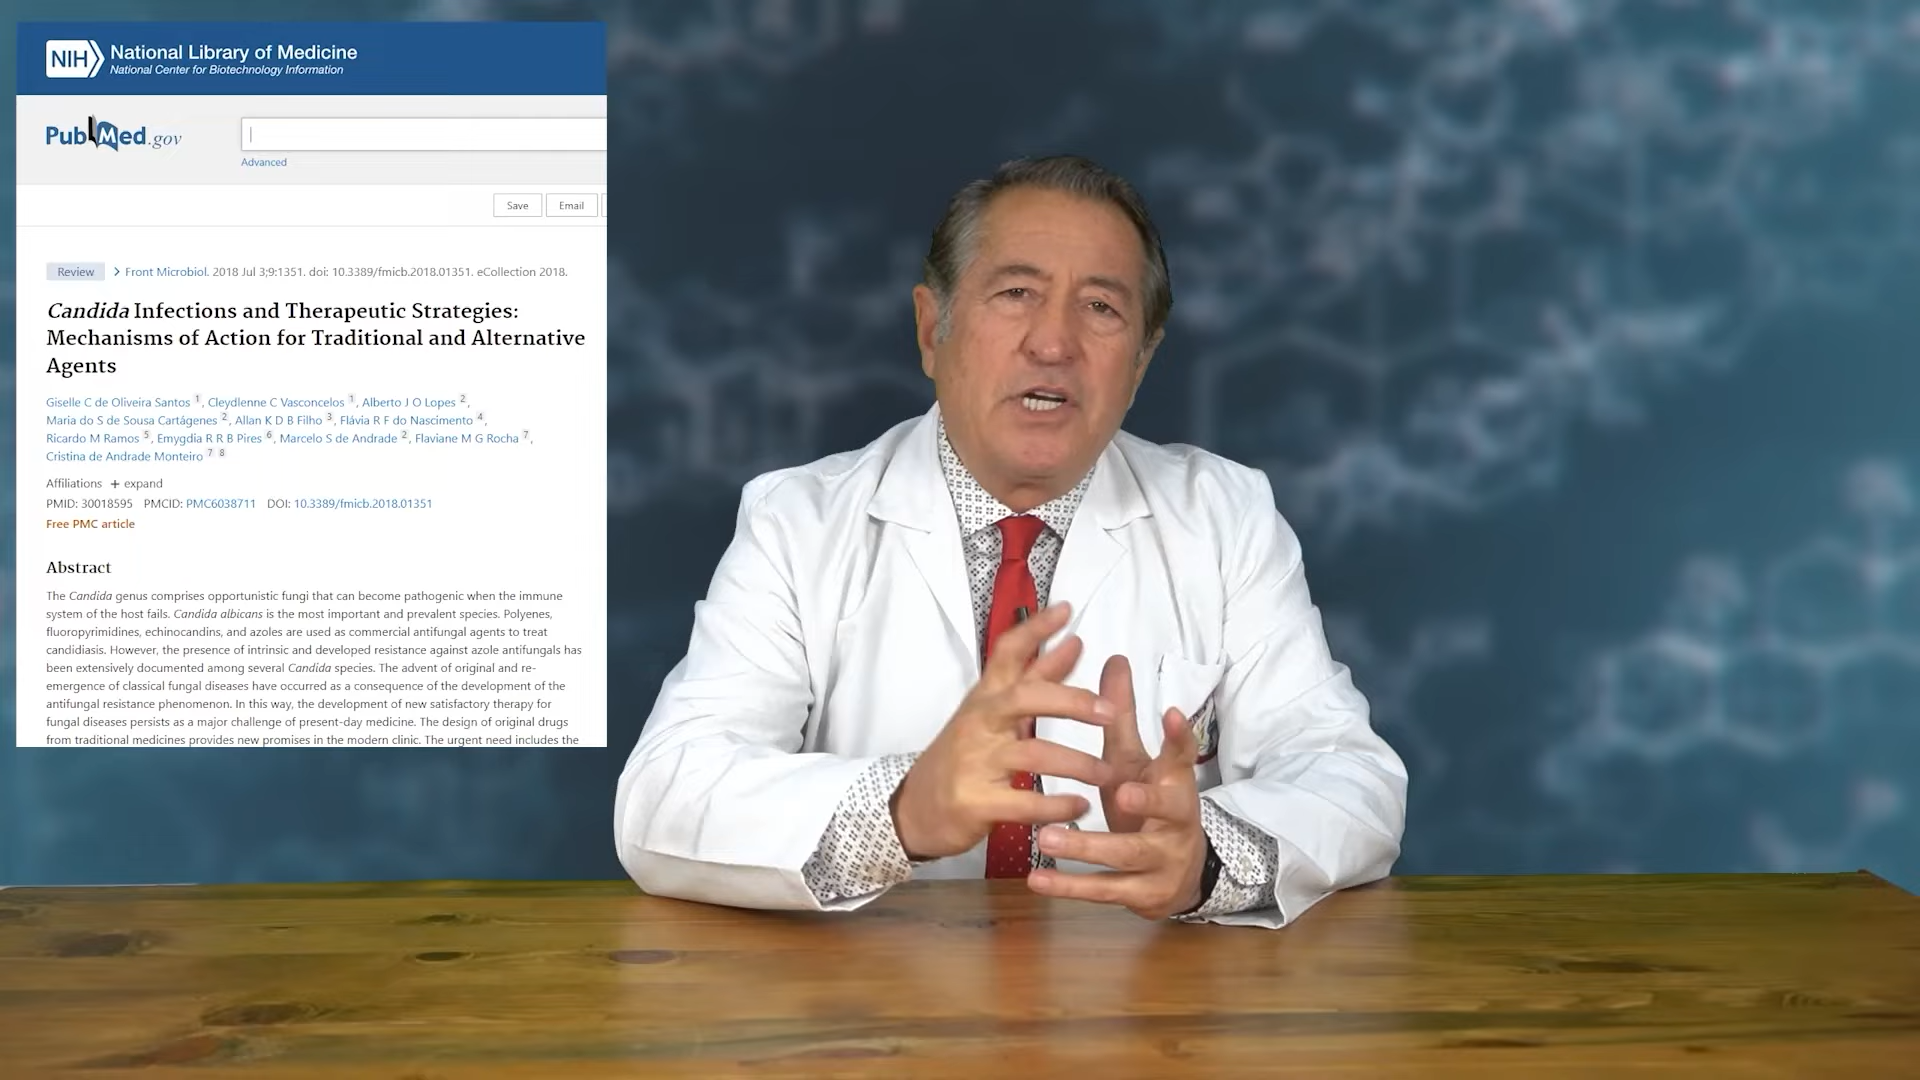 NIH National Library of Medicine
National Center for Biotechnology Information
PubMed.gov
Advanced
Save Email
Review Front Microbiol. 2018 Jul 3;9:1351. doi: 10.3389/fmicb.2018.01351. eCollection 2018.
Candida Infections and Therapeutic Strategies:
Mechanisms of Action for Traditional and Alternative
Agents
Giselle C de Oliveira Santos 1, Cleydlenne C Vasconcelos 1, Alberto J O Lopes 2,
Maria do S de Sousa Cartágenes 2, Allan K D B Filho 3, Flávia R F do Nascimento 4,
Ricardo M Ramos 5, Emygdia R R B Pires 6, Marcelo S de Andrade 2, Flaviane M G Rocha 7,
Cristina de Andrade Monteiro 7 8
Affiliations + expand
PMID: 30018595 PMCID: PMC6038711 DOI: 10.3389/fmicb.2018.01351
Free PMC article
Abstract
The Candida genus comprises opportunistic fungi that can become pathogenic when the immune
system of the host fails. Candida albicans is the most important and prevalent species. Polyenes,
fluoropyrimidines, echinocandins, and azoles are used as commercial antifungal agents to treat
candidiasis. However, the presence of intrinsic and developed resistance against azole antifungals has
been extensively documented among several Candida species. The advent of original and re-
emergence of classical fungal diseases have occurred as a consequence of the development of the
antifungal resistance phenomenon. In this way, the development of new satisfactory therapy for
fungal diseases persists as a major challenge of present-day medicine. The design of original drugs
from traditional medicines provides new promises in the modern clinic. The urgent need includes the